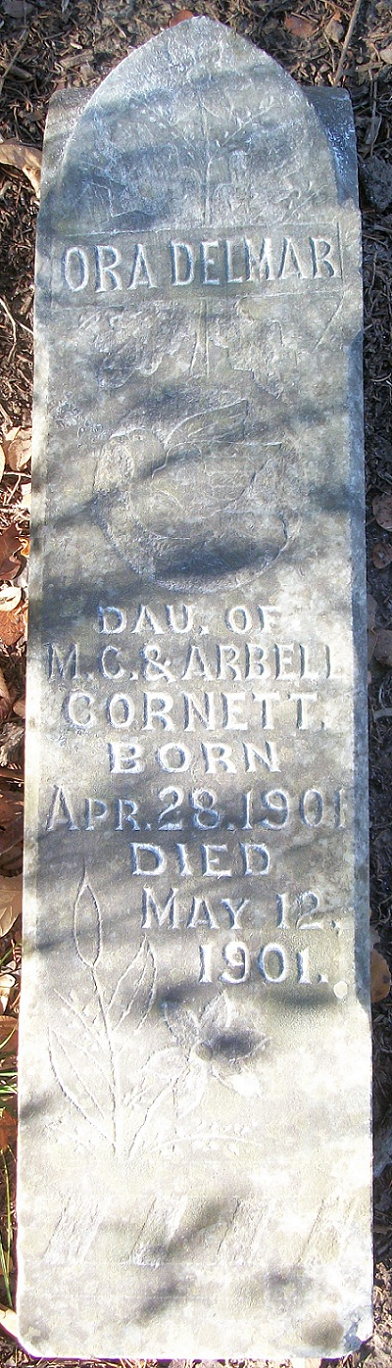 ORA DELMAR
DAU. OF
M. C. & ARBELL
CORNETT.
BORN
APR. 28, 1901
DIED
MAY 12,
1901.